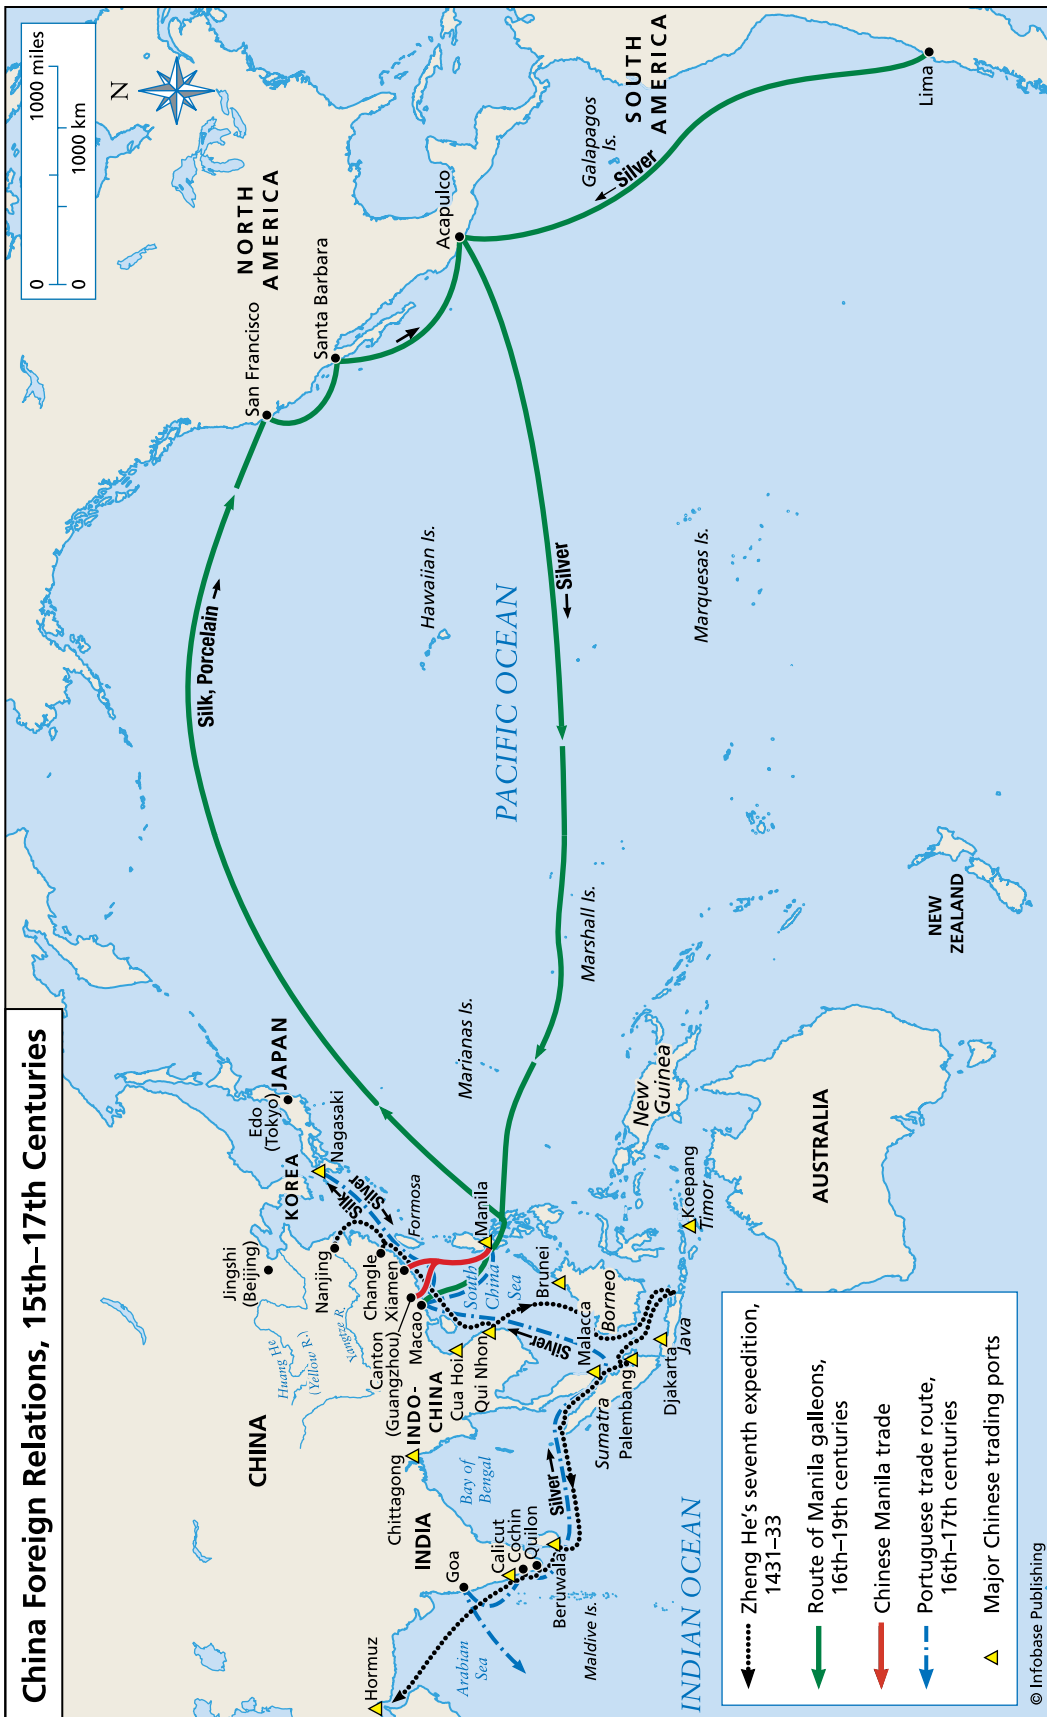 China Foreign Relations, 15th–17th Centuries
0 1000 miles
0 1000 km
N
NORTH
AMERICA
SOUTH
AMERICA
San Francisco
Santa Barbara
Acapulco
Lima
Galapagos
Is.
Silver
Silk, Porcelain
Silver
Hawaiian Is.
PACIFIC OCEAN
Marquesas Is.
Marshall Is.
Marianas Is.
NEW
ZEALAND
AUSTRALIA
New
Guinea
Koepang
Timor
JAPAN
Edo
(Tokyo)
Nagasaki
KOREA
Silk
Silver
Formosa
Manila
Jingshi
(Beijing)
Nanjing
Changle
Xiamen
Canton
(Guangzhou)
Macao
Huang He
(Yellow R.)
Yangtze R.
CHINA
South
China
Sea
Brunei
Borneo
Silver
Malacca
INDO-
CHINA
Cua Hoi
Qui Nhon
Sumatra
Palembang
Djakarta
Java
Chittagong
INDIA
Bay of
Bengal
Silver
Goa
Calicut
Cochin
Quilon
Beruwala
Maldive Is.
Hormuz
Arabian
Sea
INDIAN OCEAN
Zheng He's seventh expedition,
1431–33
Route of Manila galleons,
16th–19th centuries
Chinese Manila trade
Portuguese trade route,
16th–17th centuries
Major Chinese trading ports
© Infobase Publishing